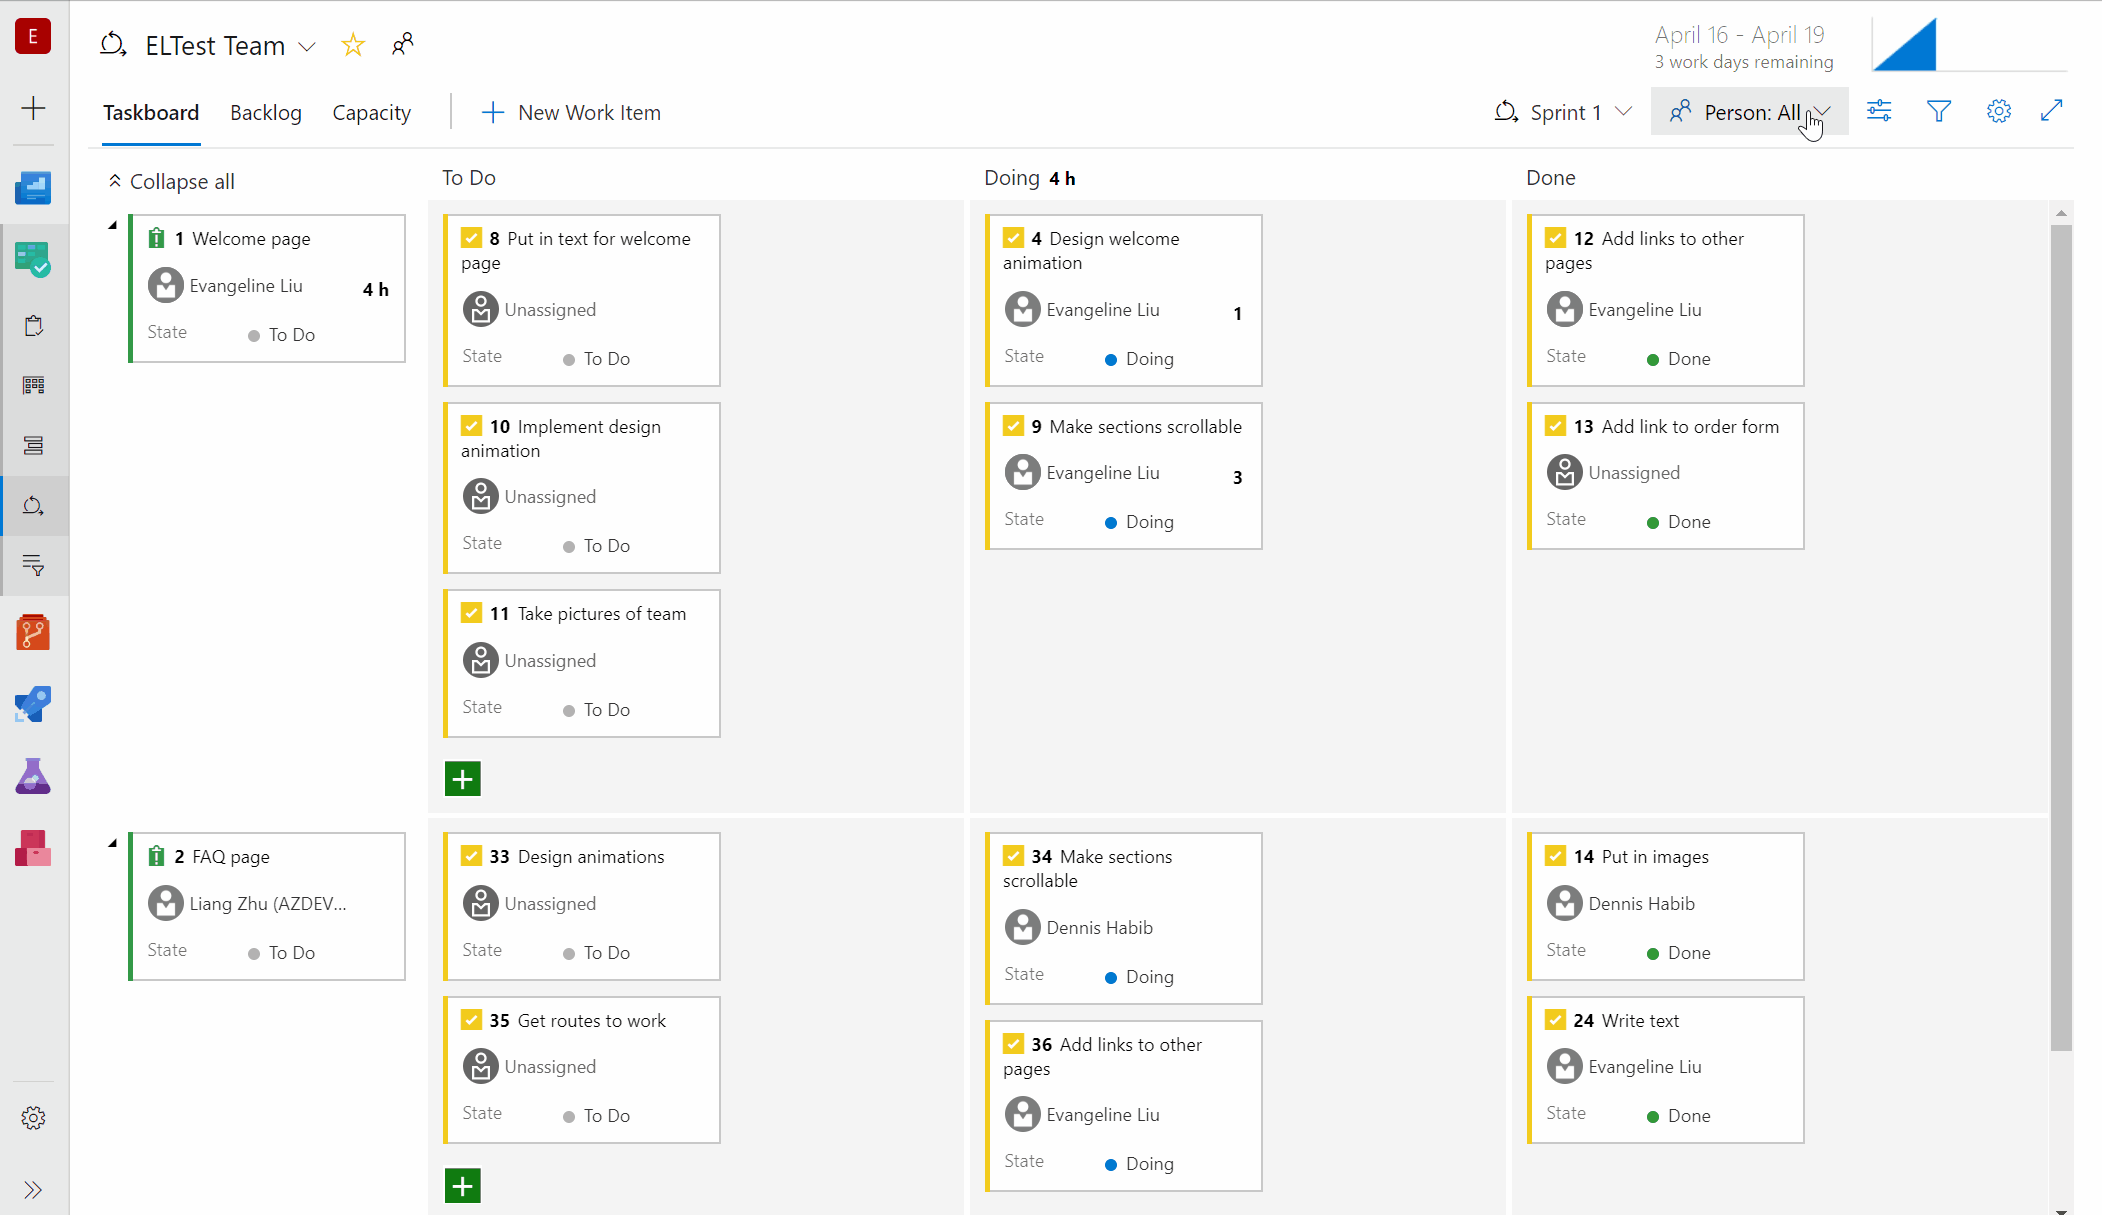 E
ELTest Team
April 16 - April 19
3 work days remaining
Taskboard
Backlog
Capacity
New Work Item
Sprint 1
Person: All
Collapse all
To Do
Doing 4 h
Done
1 Welcome page
Evangeline Liu
4 h
State
To Do
8 Put in text for welcome
page
Unassigned
State
To Do
10 Implement design
animation
Unassigned
State
To Do
11 Take pictures of team
Unassigned
State
To Do
4 Design welcome
animation
Evangeline Liu
1
State
Doing
9 Make sections scrollable
Evangeline Liu
3
State
Doing
12 Add links to other
pages
Evangeline Liu
State
Done
13 Add link to order form
Unassigned
State
Done
2 FAQ page
Liang Zhu (AZDEV...
State
To Do
33 Design animations
Unassigned
State
To Do
35 Get routes to work
Unassigned
State
To Do
34 Make sections
scrollable
Dennis Habib
State
Doing
36 Add links to other
pages
Evangeline Liu
State
Doing
14 Put in images
Dennis Habib
State
Done
24 Write text
Evangeline Liu
State
Done